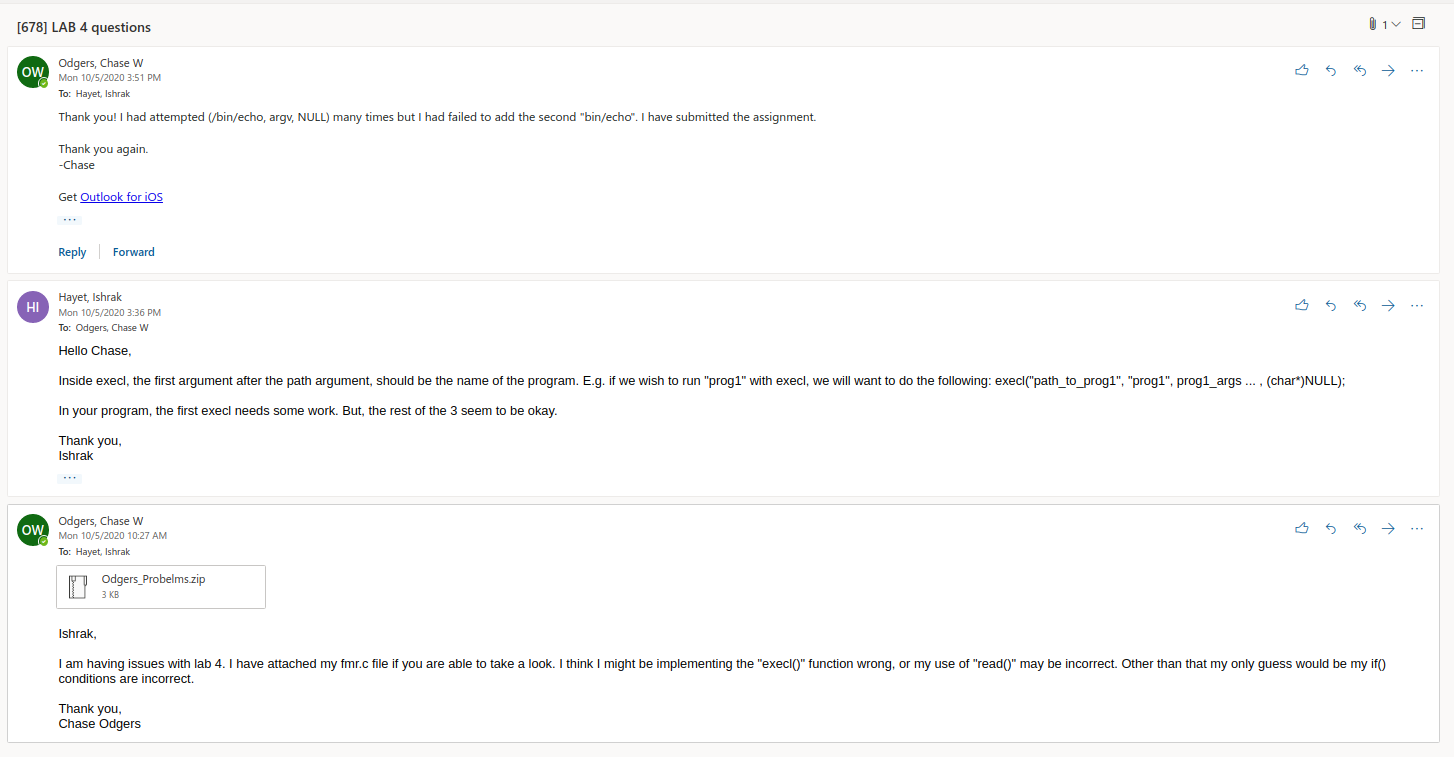 [678] LAB 4 questions
1
OW
Odgers, Chase W
Mon 10/5/2020 3:51 PM
To: Hayet, Ishrak
Thank you! I had attempted (/bin/echo, argv, NULL) many times but I had failed to add the second "bin/echo". I have submitted the assignment.
Thank you again.
-Chase
Get Outlook for iOS
...
Reply Forward
HI
Hayet, Ishrak
Mon 10/5/2020 3:36 PM
To: Odgers, Chase W
Hello Chase,
Inside execl, the first argument after the path argument, should be the name of the program. E.g. if we wish to run "prog1" with execl, we will want to do the following: execl("path_to_prog1", "prog1", prog1_args ... , (char*)NULL);
In your program, the first execl needs some work. But, the rest of the 3 seem to be okay.
Thank you,
Ishrak
...
OW
Odgers, Chase W
Mon 10/5/2020 10:27 AM
To: Hayet, Ishrak
Odgers_Probelms.zip
3 KB
Ishrak,
I am having issues with lab 4. I have attached my fmr.c file if you are able to take a look. I think I might be implementing the "execl()" function wrong, or my use of "read()" may be incorrect. Other than that my only guess would be my if()
conditions are incorrect.
Thank you,
Chase Odgers